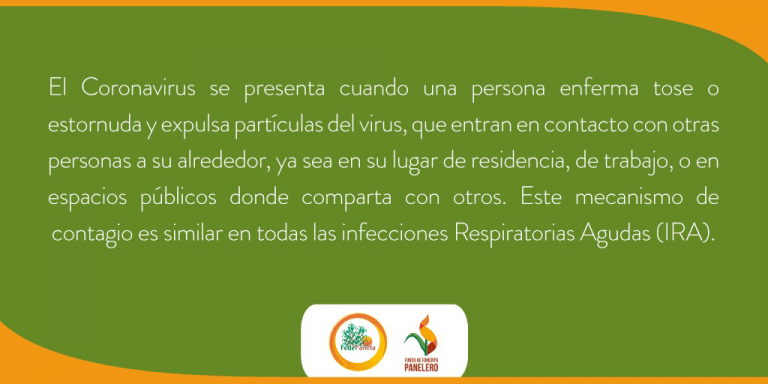 El Coronavirus se presenta cuando una persona enferma tose o
estornuda y expulsa partículas del virus, que entran en contacto con otras
personas a su alrededor, ya sea en su lugar de residencia, de trabajo, o en
espacios públicos donde comparta con otros. Este mecanismo de
contagio es similar en todas las infecciones Respiratorias Agudas (IRA).
FedePanela
FONDO DE FOMENTO
PANELERO